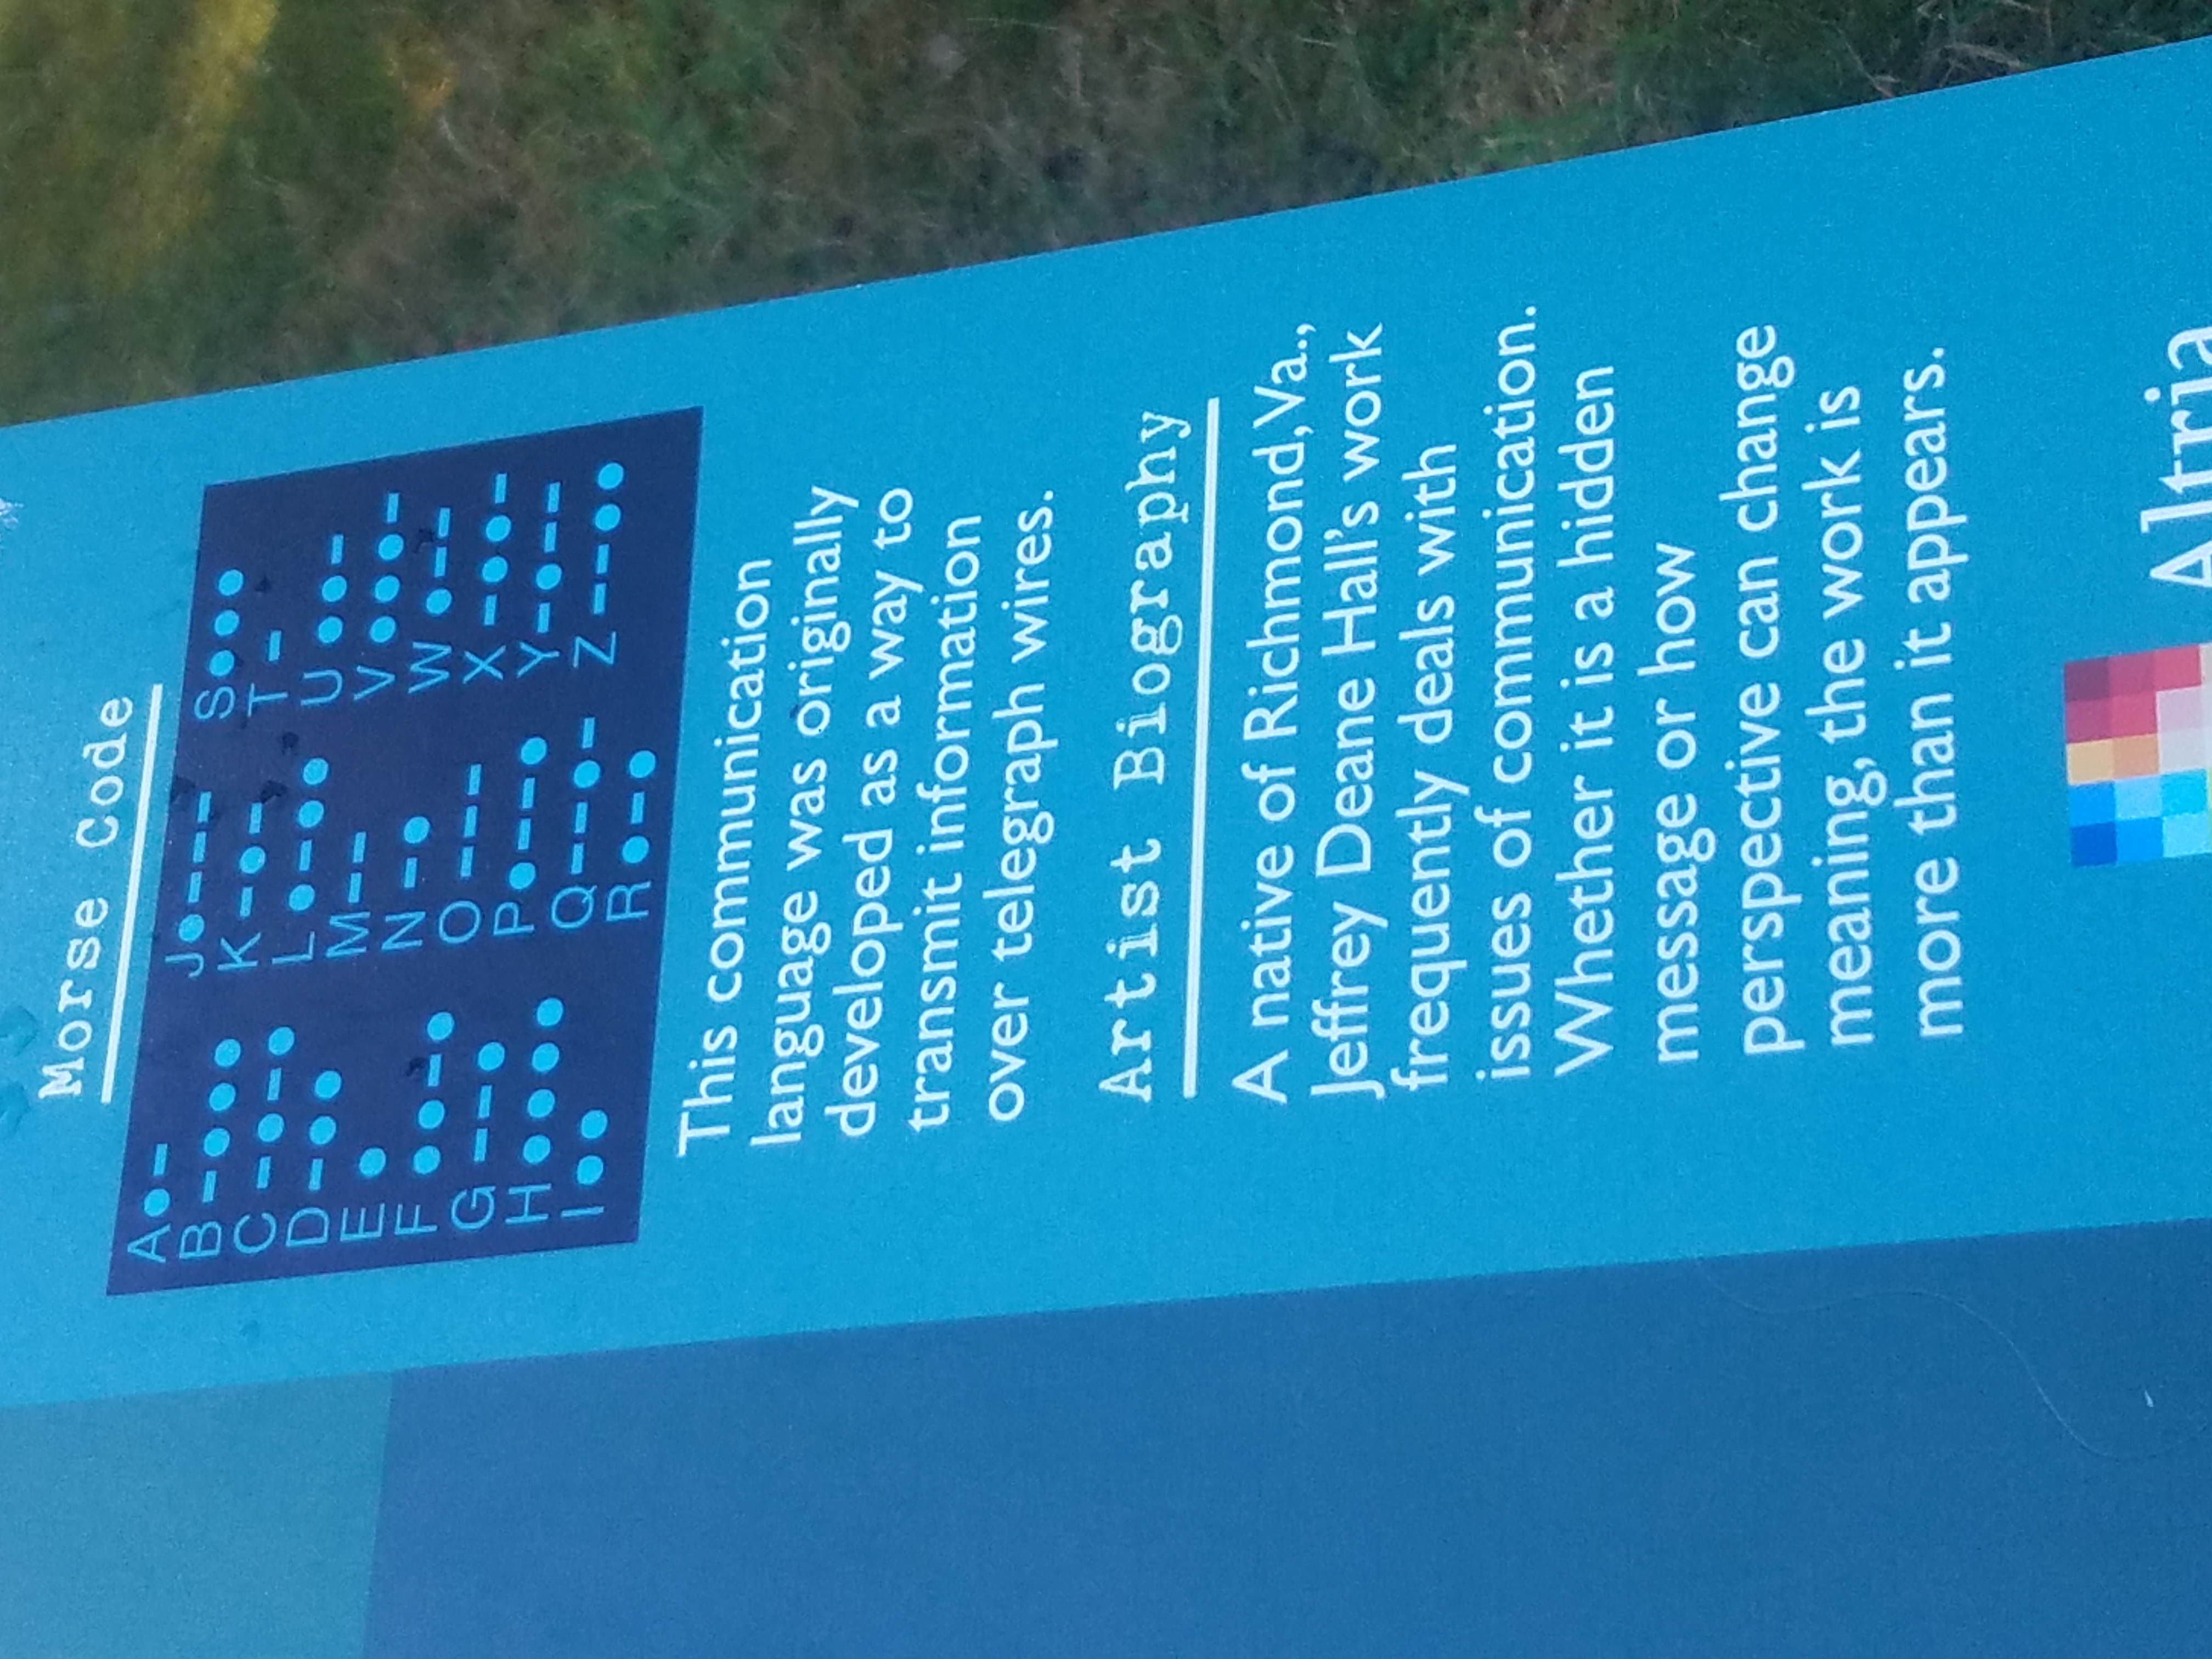 Morse Code
A●–
B–●●●
C–●–●
D–●●
E●
F●●–●
G––●
H●●●●
I●●
J●–––
K–●–
L●–●●
M––
N–●
O–––
P●––●
Q––●–
R●–●
S●●●
T–
U●●–
V●●●–
W●––
X–●●–
Y–●––
Z––●●
This communication
language was originally
developed as a way to
transmit information
over telegraph wires.
Artist Biography
A native of Richmond, Va.,
Jeffrey Deane Hall's work
frequently deals with
issues of communication.
Whether it is a hidden
message or how
perspective can change
meaning, the work is
more than it appears.
Altria